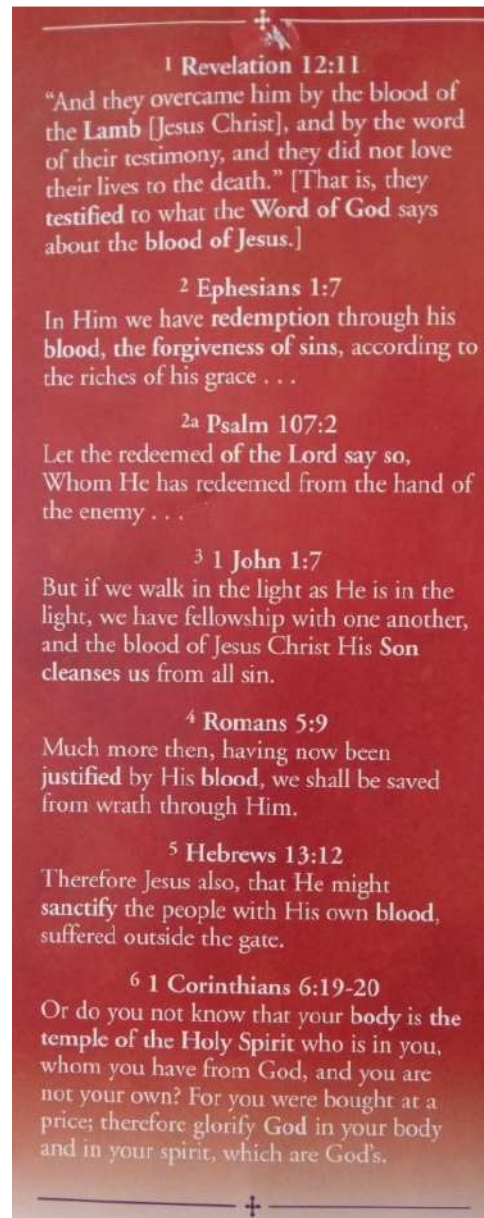 1 Revelation 12:11
“And they overcame him by the blood of
the Lamb [Jesus Christ], and by the word
of their testimony, and they did not love
their lives to the death.” [That is, they
testified to what the Word of God says
about the blood of Jesus.]
2 Ephesians 1:7
In Him we have redemption through his
blood, the forgiveness of sins, according to
the riches of his grace . . .
2a Psalm 107:2
Let the redeemed of the Lord say so,
Whom He has redeemed from the hand of
the enemy . . .
3 1 John 1:7
But if we walk in the light as He is in the
light, we have fellowship with one another,
and the blood of Jesus Christ His Son
cleanses us from all sin.
4 Romans 5:9
Much more then, having now been
justified by His blood, we shall be saved
from wrath through Him.
5 Hebrews 13:12
Therefore Jesus also, that He might
sanctify the people with His own blood,
suffered outside the gate.
6 1 Corinthians 6:19-20
Or do you not know that your body is the
temple of the Holy Spirit who is in you,
whom you have from God, and you are
not your own? For you were bought at a
price; therefore glorify God in your body
and in your spirit, which are God’s.